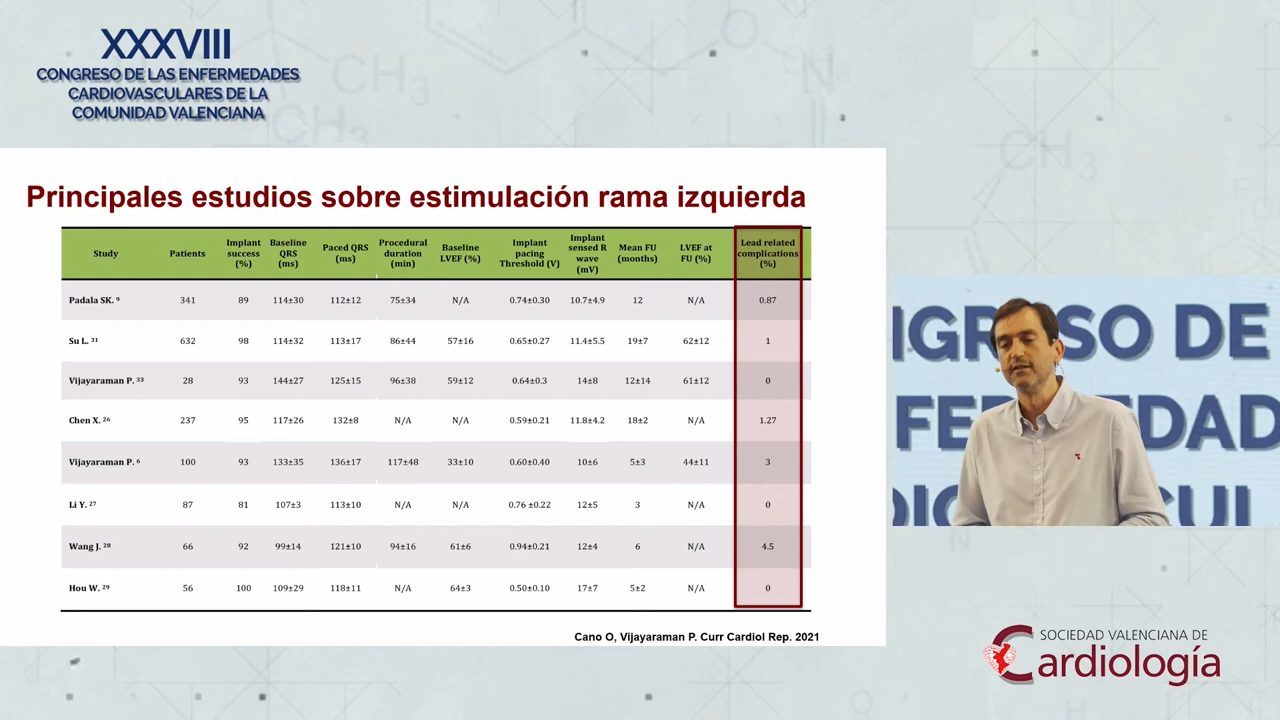 XXXVIII
CONGRESO DE LAS ENFERMEDADES
CARDIOVASCULARES DE LA
COMUNIDAD VALENCIANA
Principales estudios sobre estimulación rama izquierda
Study Patients Implant success (%) Baseline QRS (ms) Paced QRS (ms) Procedural duration (min) Baseline LVEF (%) Implant pacing Threshold (V) Implant sensed R wave (mV) Mean FU (months) LVEF at FU (%) Lead related complications (%)
Padala SK. 9 341 89 114±30 112±12 75±34 N/A 0.74±0.30 10.7±4.9 12 N/A 0.87
Su L. 31 632 98 114±32 113±17 86±44 57±16 0.65±0.27 11.4±5.5 19±7 62±12 1
Vijayaraman P. 33 28 93 144±27 125±15 96±38 59±12 0.64±0.3 14±8 12±14 61±12 0
Chen X. 26 237 95 117±26 132±8 N/A N/A 0.59±0.21 11.8±4.2 18±2 N/A 1.27
Vijayaraman P. 6 100 93 133±35 136±17 117±48 33±10 0.60±0.40 10±6 5±3 44±11 3
Li Y. 27 87 81 107±3 113±10 N/A N/A 0.76 ±0.22 12±5 3 N/A 0
Wang J. 28 66 92 99±14 121±10 94±16 61±6 0.94±0.21 12±4 6 N/A 4.5
Hou W. 29 56 100 109±29 118±11 N/A 64±3 0.50±0.10 17±7 5±2 N/A 0
Cano O, Vijayaraman P. Curr Cardiol Rep. 2021
SOCIEDAD VALENCIANA DE
Cardiología